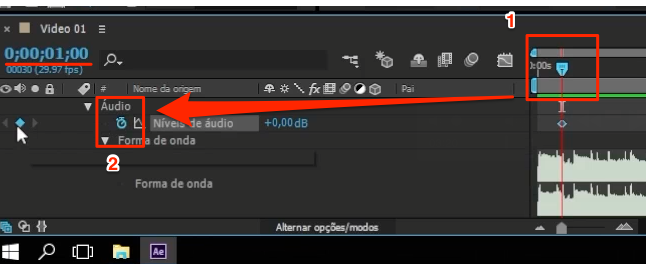 1
× Video 01
0;00;01;00
00030 (29.97 fps)
:00s
# Nome da origem fx Pai
Áudio
Níveis de áudio +0,00 dB
Forma de onda
2
Forma de onda
Alternar opções/modos
Ae